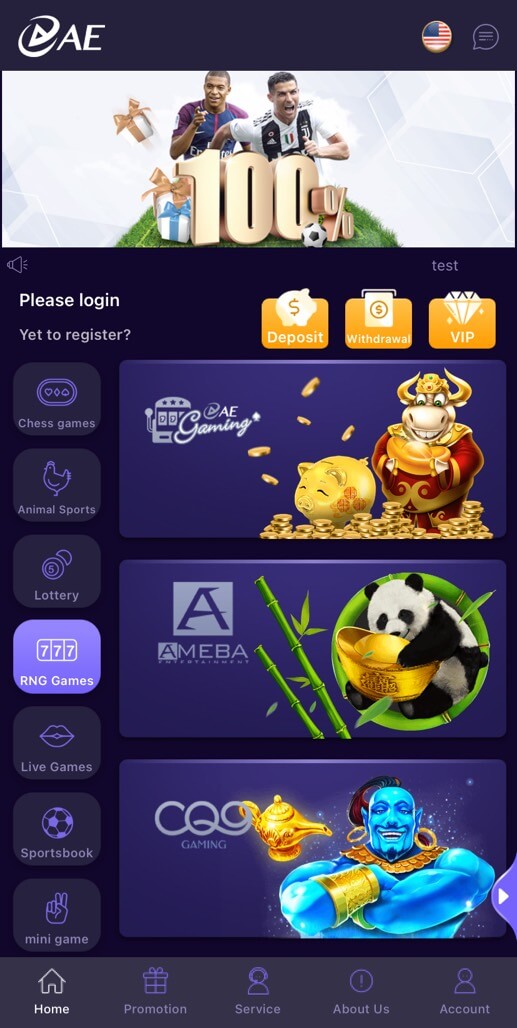 AE
100%
test
Please login
Yet to register?
Deposit
Withdrawal
VIP
Chess games
Animal Sports
Lottery
777
RNG Games
Live Games
Sportsbook
mini game
AE
Gaming
A
AMEBA
ENTERTAINMENT
CQ9
GAMING
Home
Promotion
Service
About Us
Account